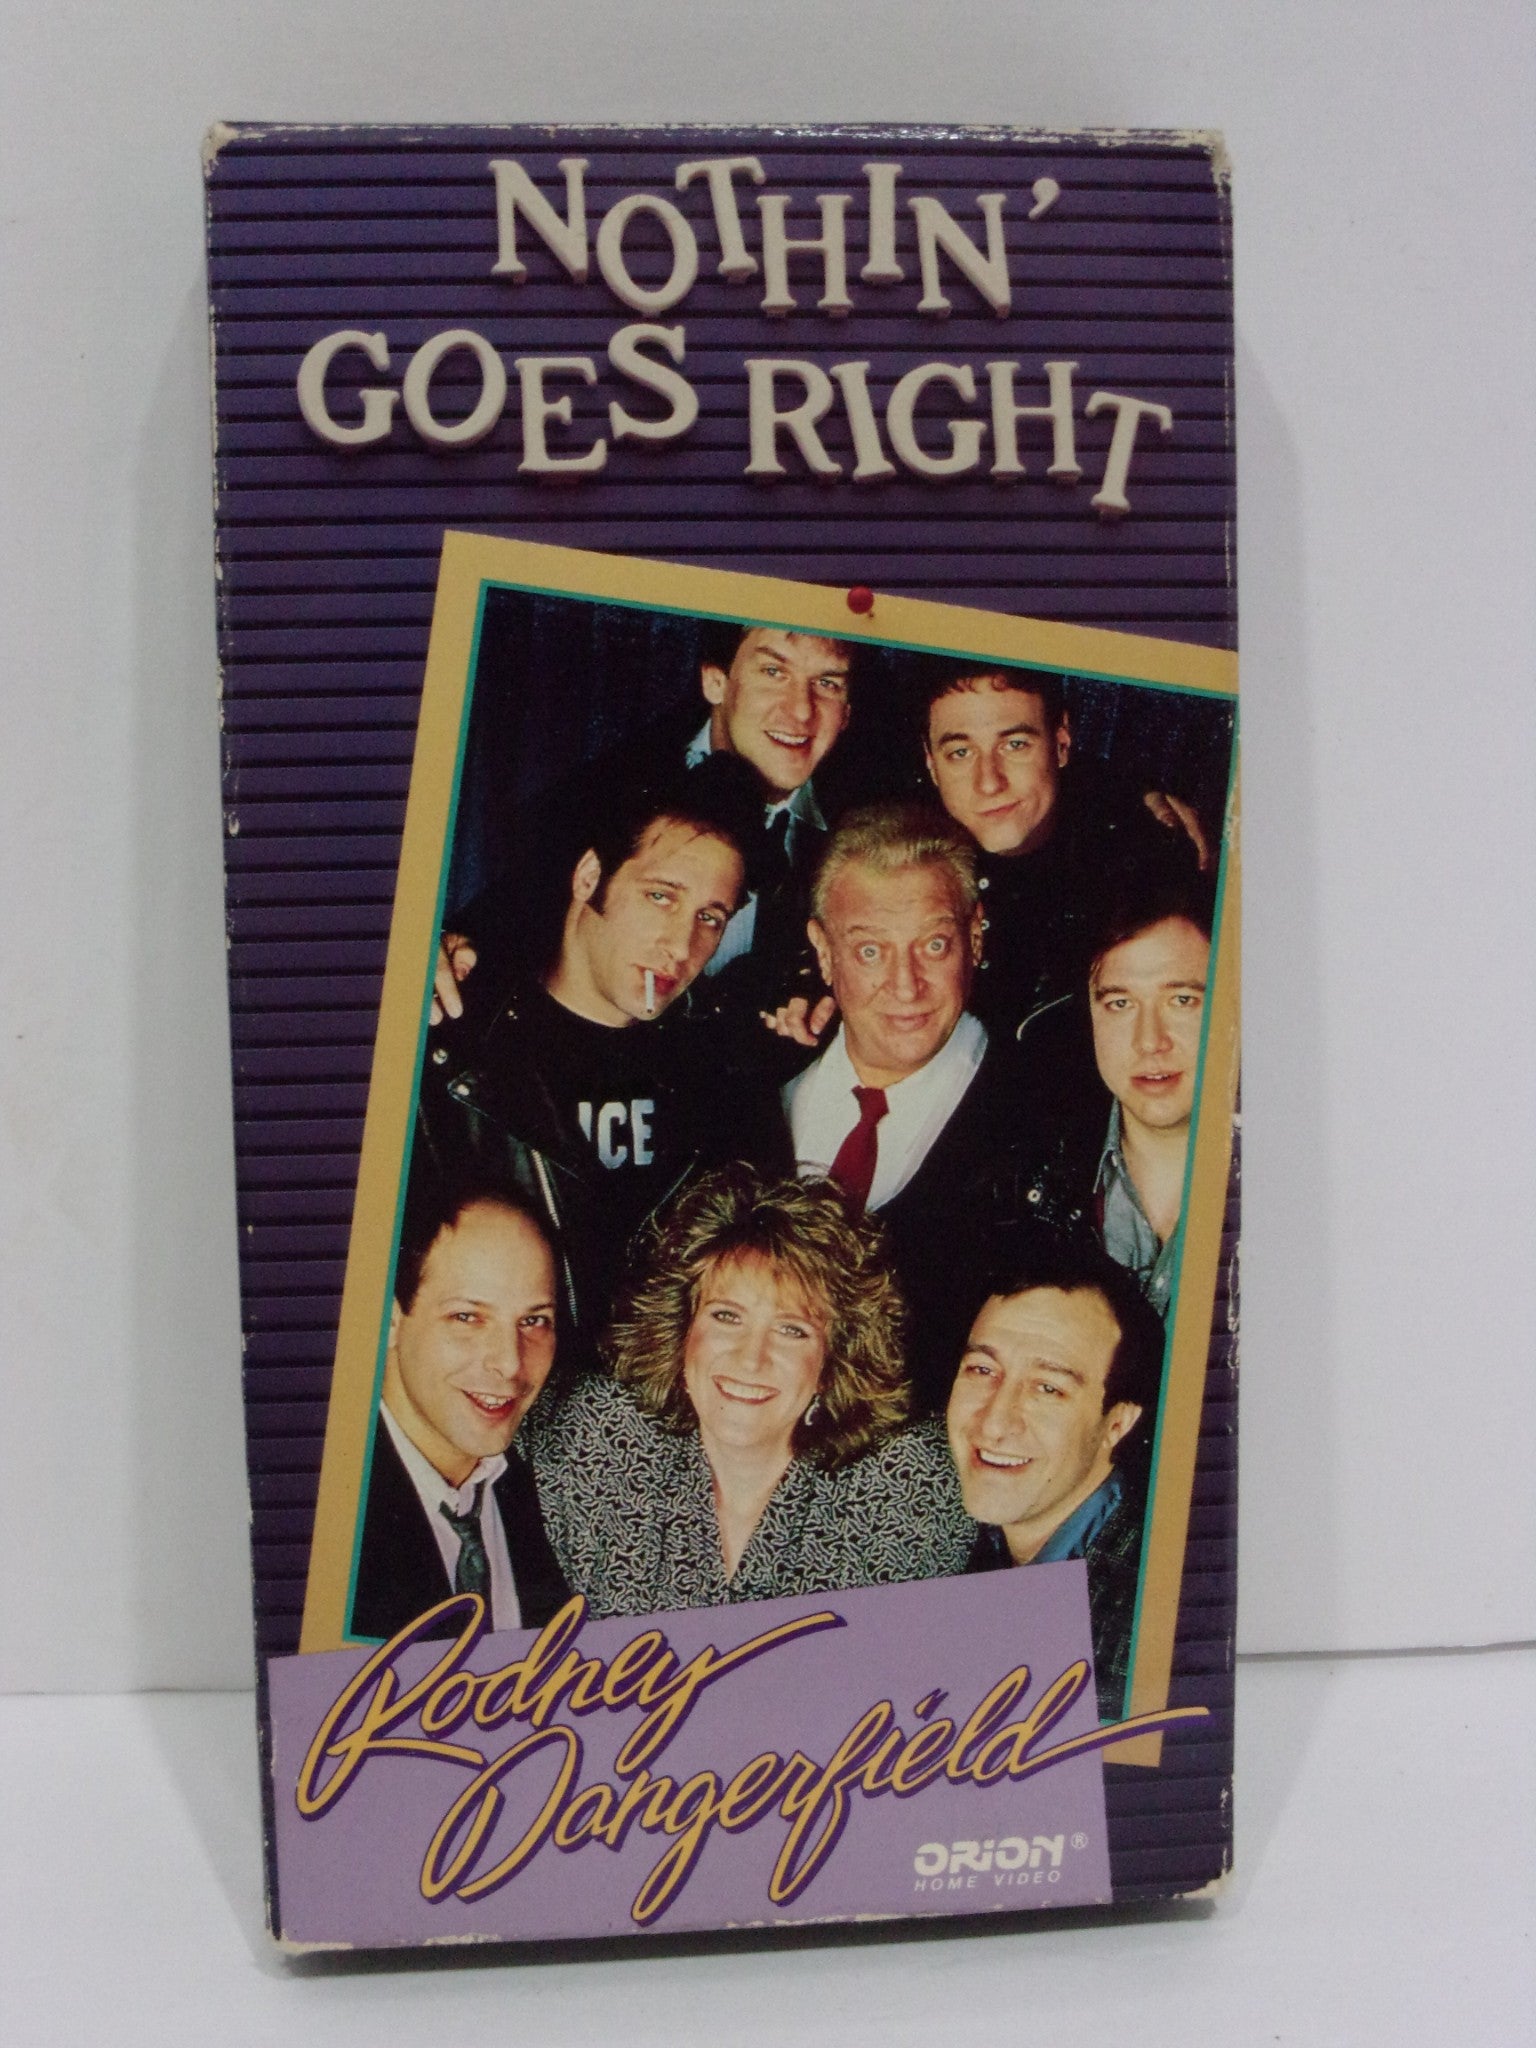 NOTHIN'
GOES RIGHT
ICE
Rodney
Dangerfield
ORION®
HOME VIDEO